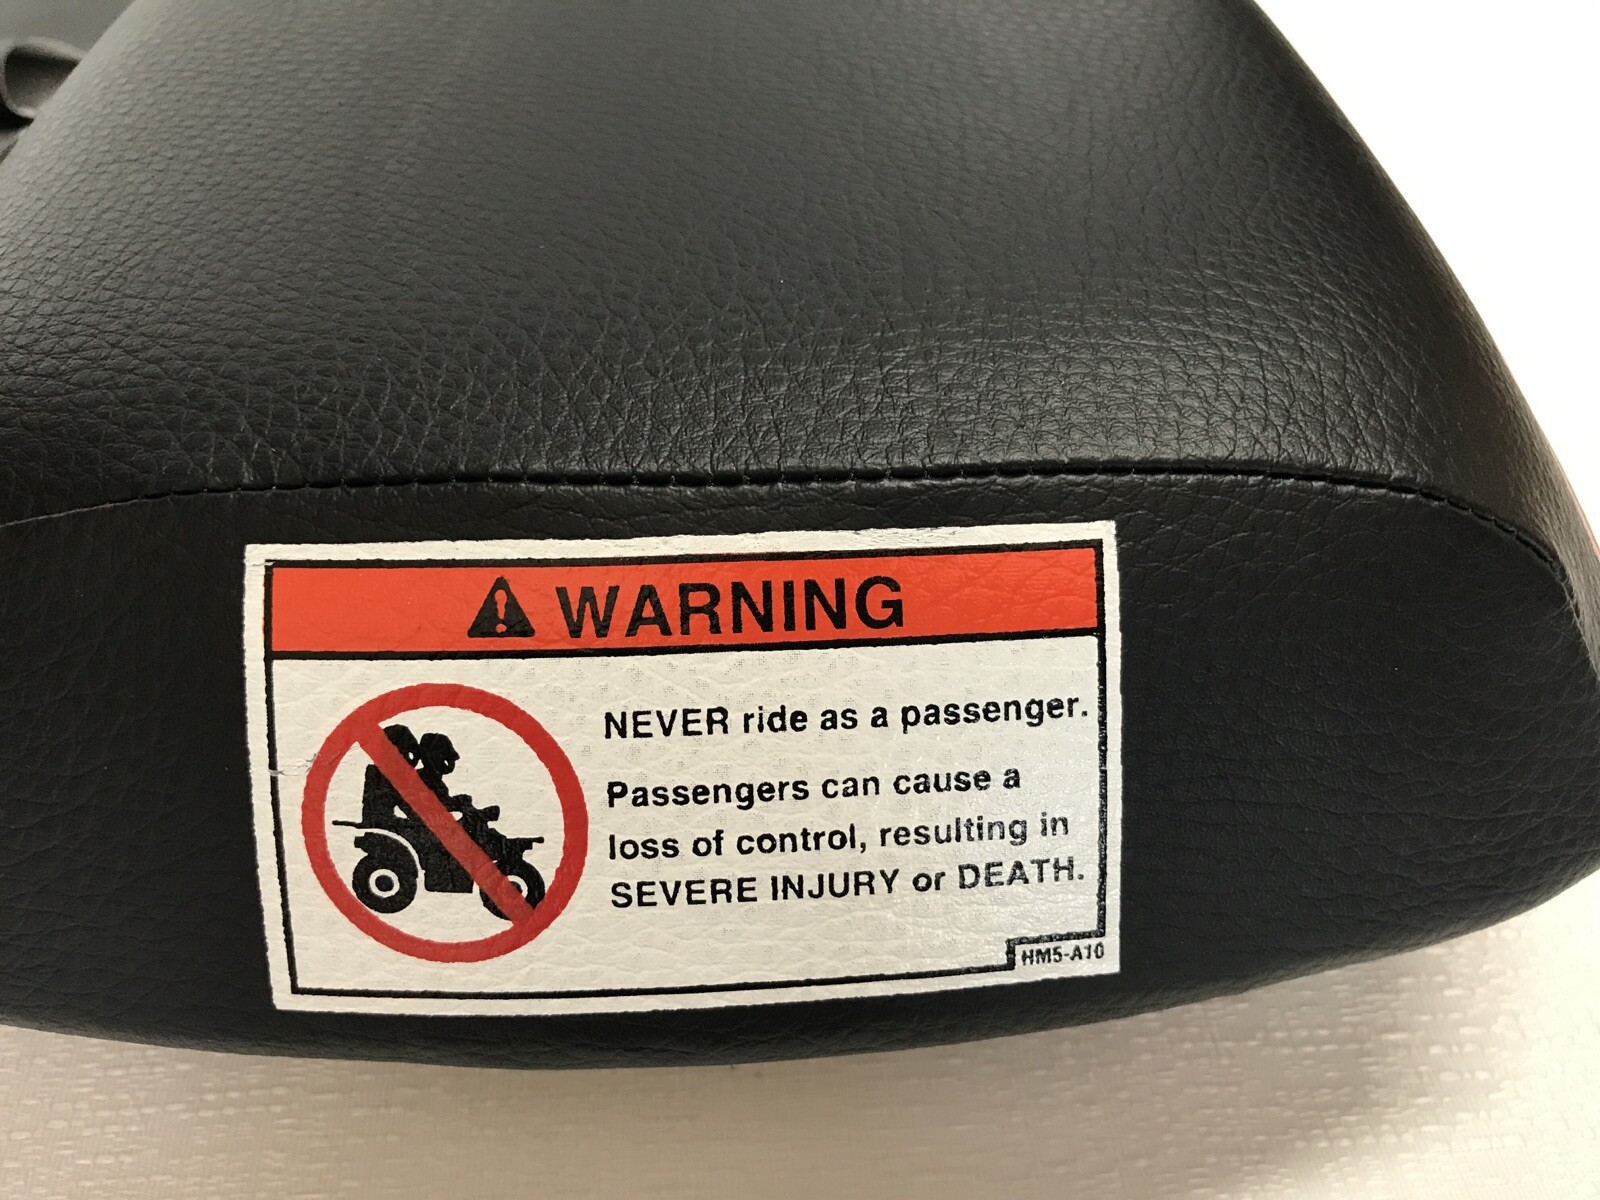 WARNING
NEVER ride as a passenger.
Passengers can cause a
loss of control, resulting in
SEVERE INJURY or DEATH.
HM5-A10